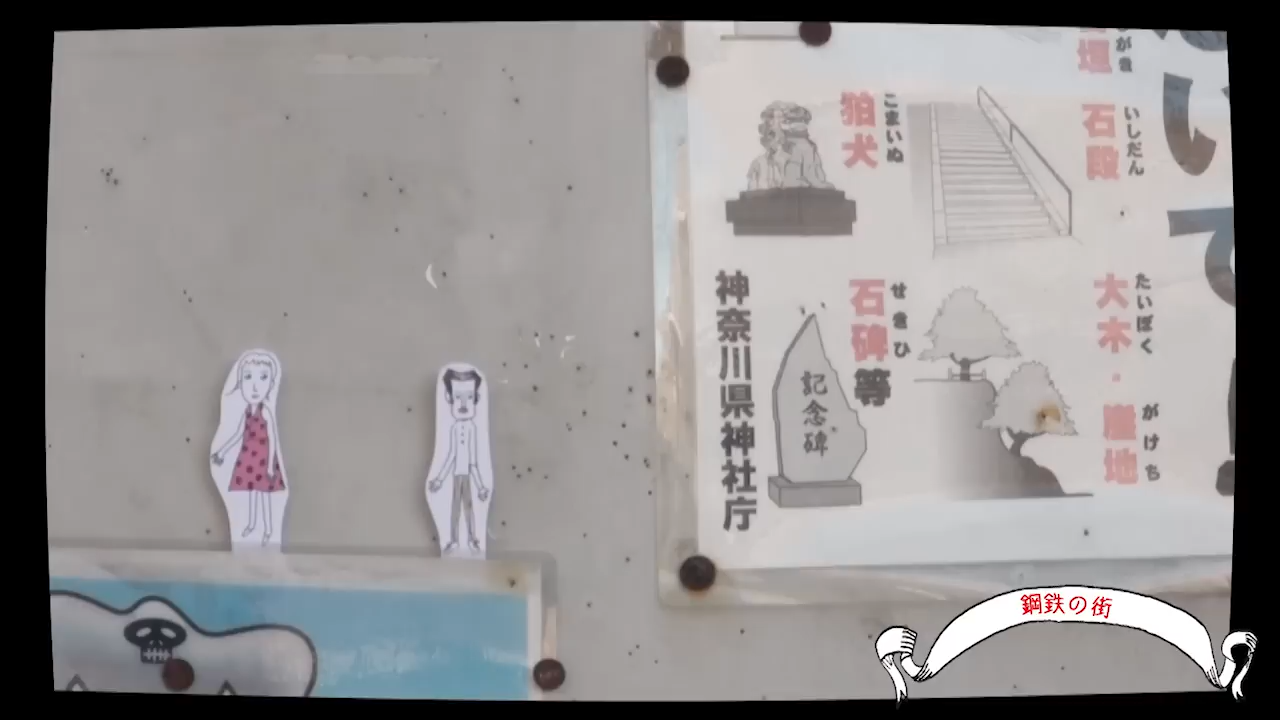 いしだん
石段
こまいぬ
狛犬
たいぼく
がけち
大木・崖地
せきひ
石碑等
記念碑
神奈川県神社庁
鋼鉄の街